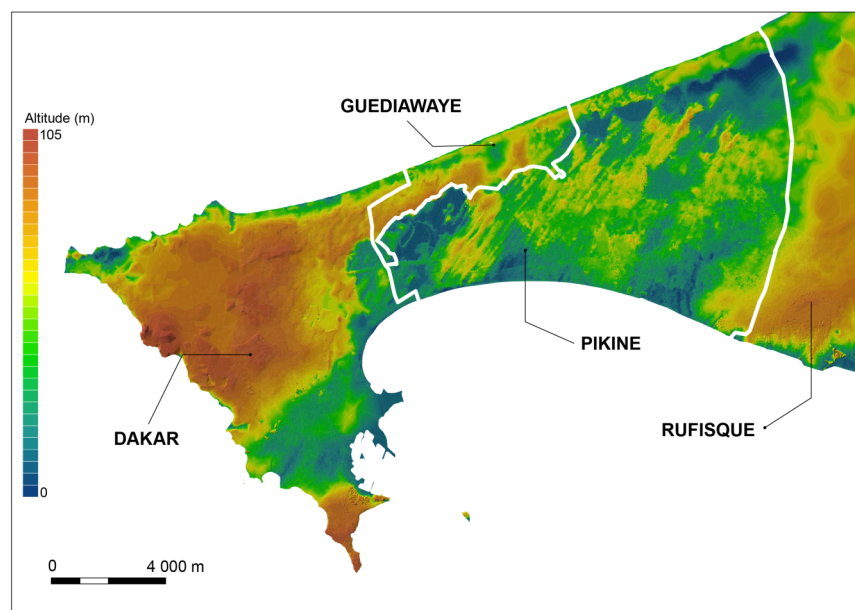 GUEDIAWAYE
Altitude (m)
105
0
PIKINE
DAKAR
RUFISQUE
0 4 000 m